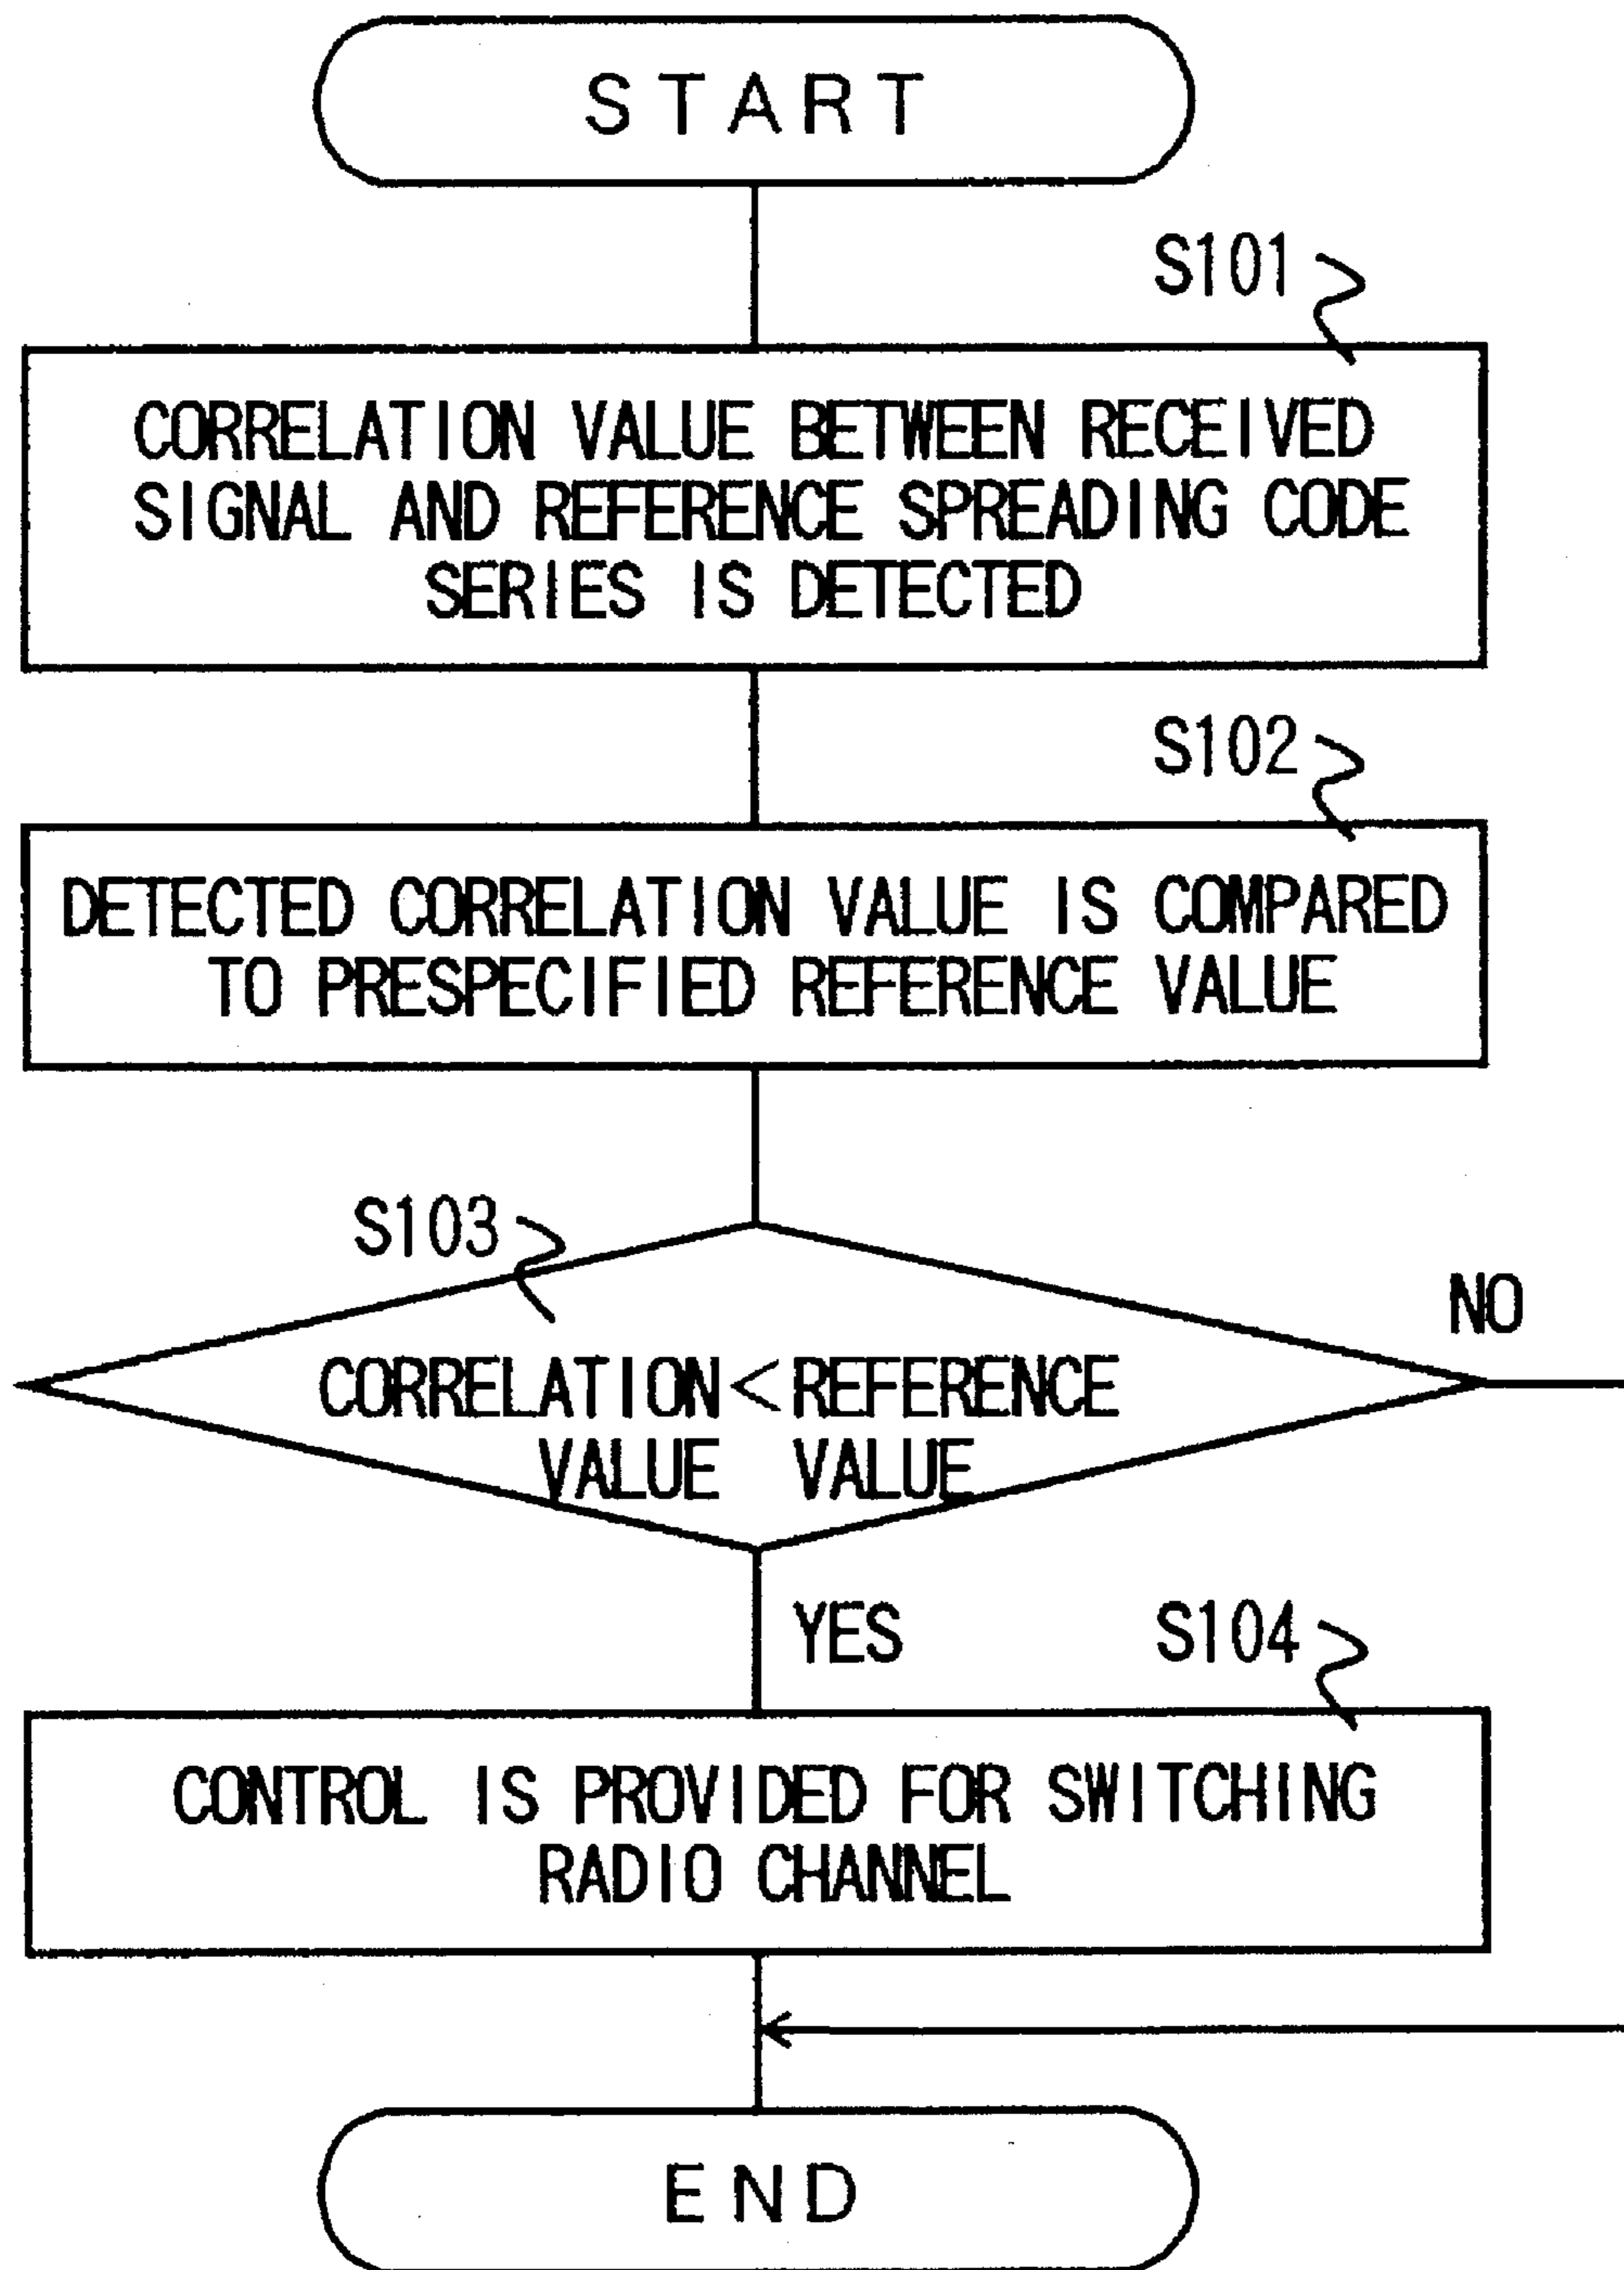 START
S101
CORRELATION VALUE BETWEEN RECEIVED
SIGNAL AND REFERENCE SPREADING CODE
SERIES IS DETECTED
S102
DETECTED CORRELATION VALUE IS COMPARED
TO PRESPECIFIED REFERENCE VALUE
S103
NO
CORRELATION<REFERENCE
VALUE VALUE
YES
S104
CONTROL IS PROVIDED FOR SWITCHING
RADIO CHANNEL
END